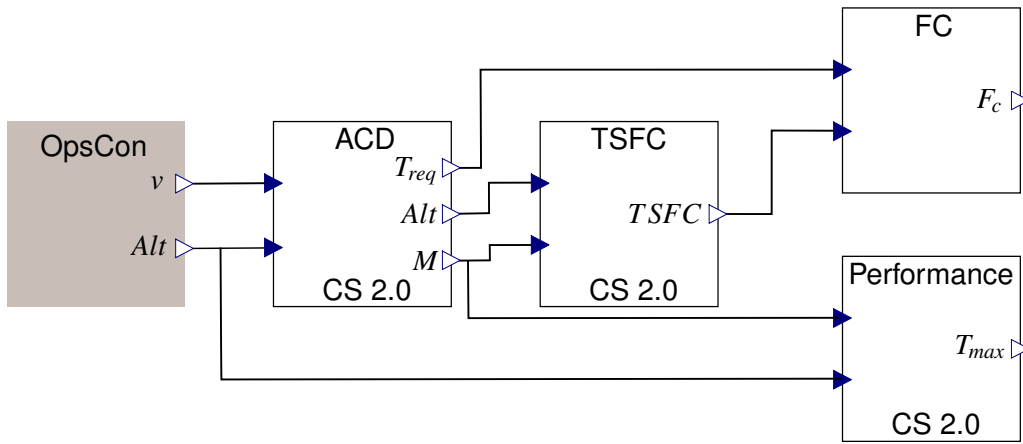 OpsCon
v
Alt
ACD
T_req
Alt
M
CS 2.0
TSFC
TSFC
CS 2.0
FC
F_c
Performance
T_max
CS 2.0